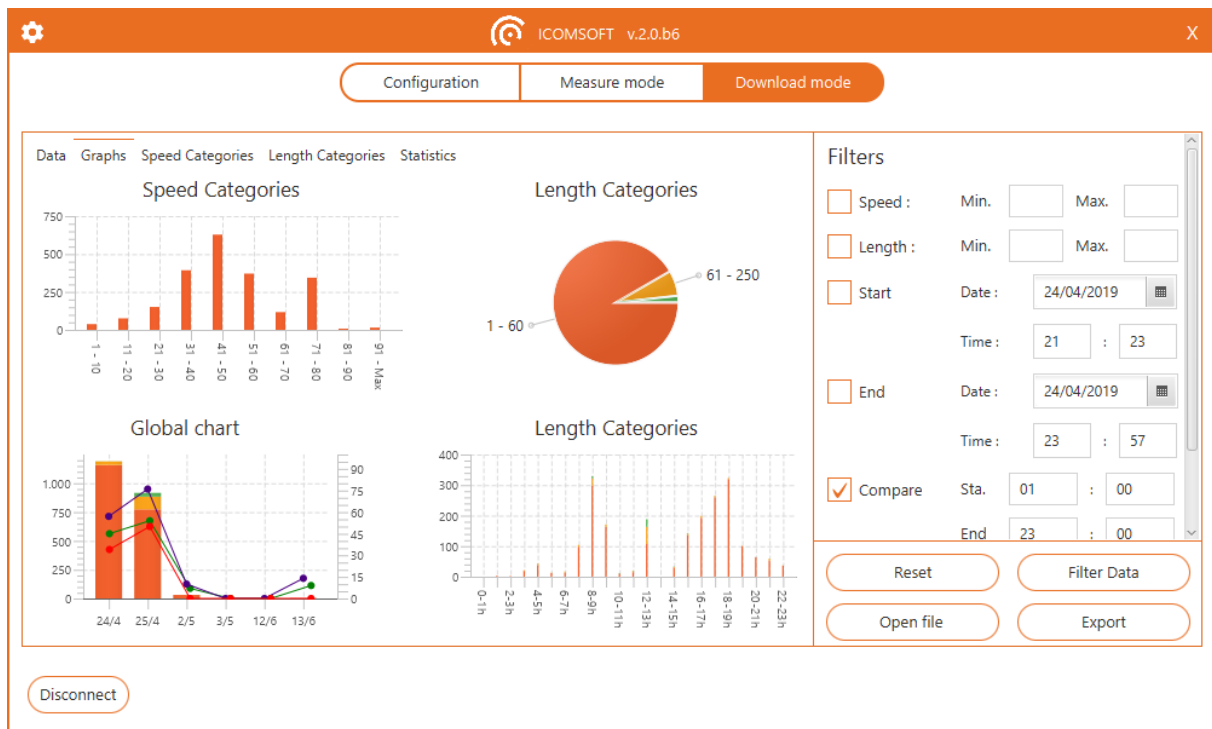 ICOMSOFT v.2.0.b6 X
Configuration Measure mode Download mode
Data Graphs Speed Categories Length Categories Statistics
Speed Categories
750
500
250
0
1 - 10
11 - 20
21 - 30
31 - 40
41 - 50
51 - 60
61 - 70
71 - 80
81 - 90
91 - Max
Length Categories
61 - 250
1 - 60
Global chart
1.000
750
500
250
0
90
75
60
45
30
15
0
24/4 25/4 2/5 3/5 12/6 13/6
Length Categories
400
300
200
100
0
0-1h
2-3h
4-5h
6-7h
8-9h
10-11h
12-13h
14-15h
16-17h
18-19h
20-21h
22-23h
Filters
Speed : Min. Max.
Length : Min. Max.
Start Date : 24/04/2019
Time : 21 : 23
End Date : 24/04/2019
Time : 23 : 57
Compare Sta. 01 : 00
End 23 : 00
Reset Filter Data
Open file Export
Disconnect